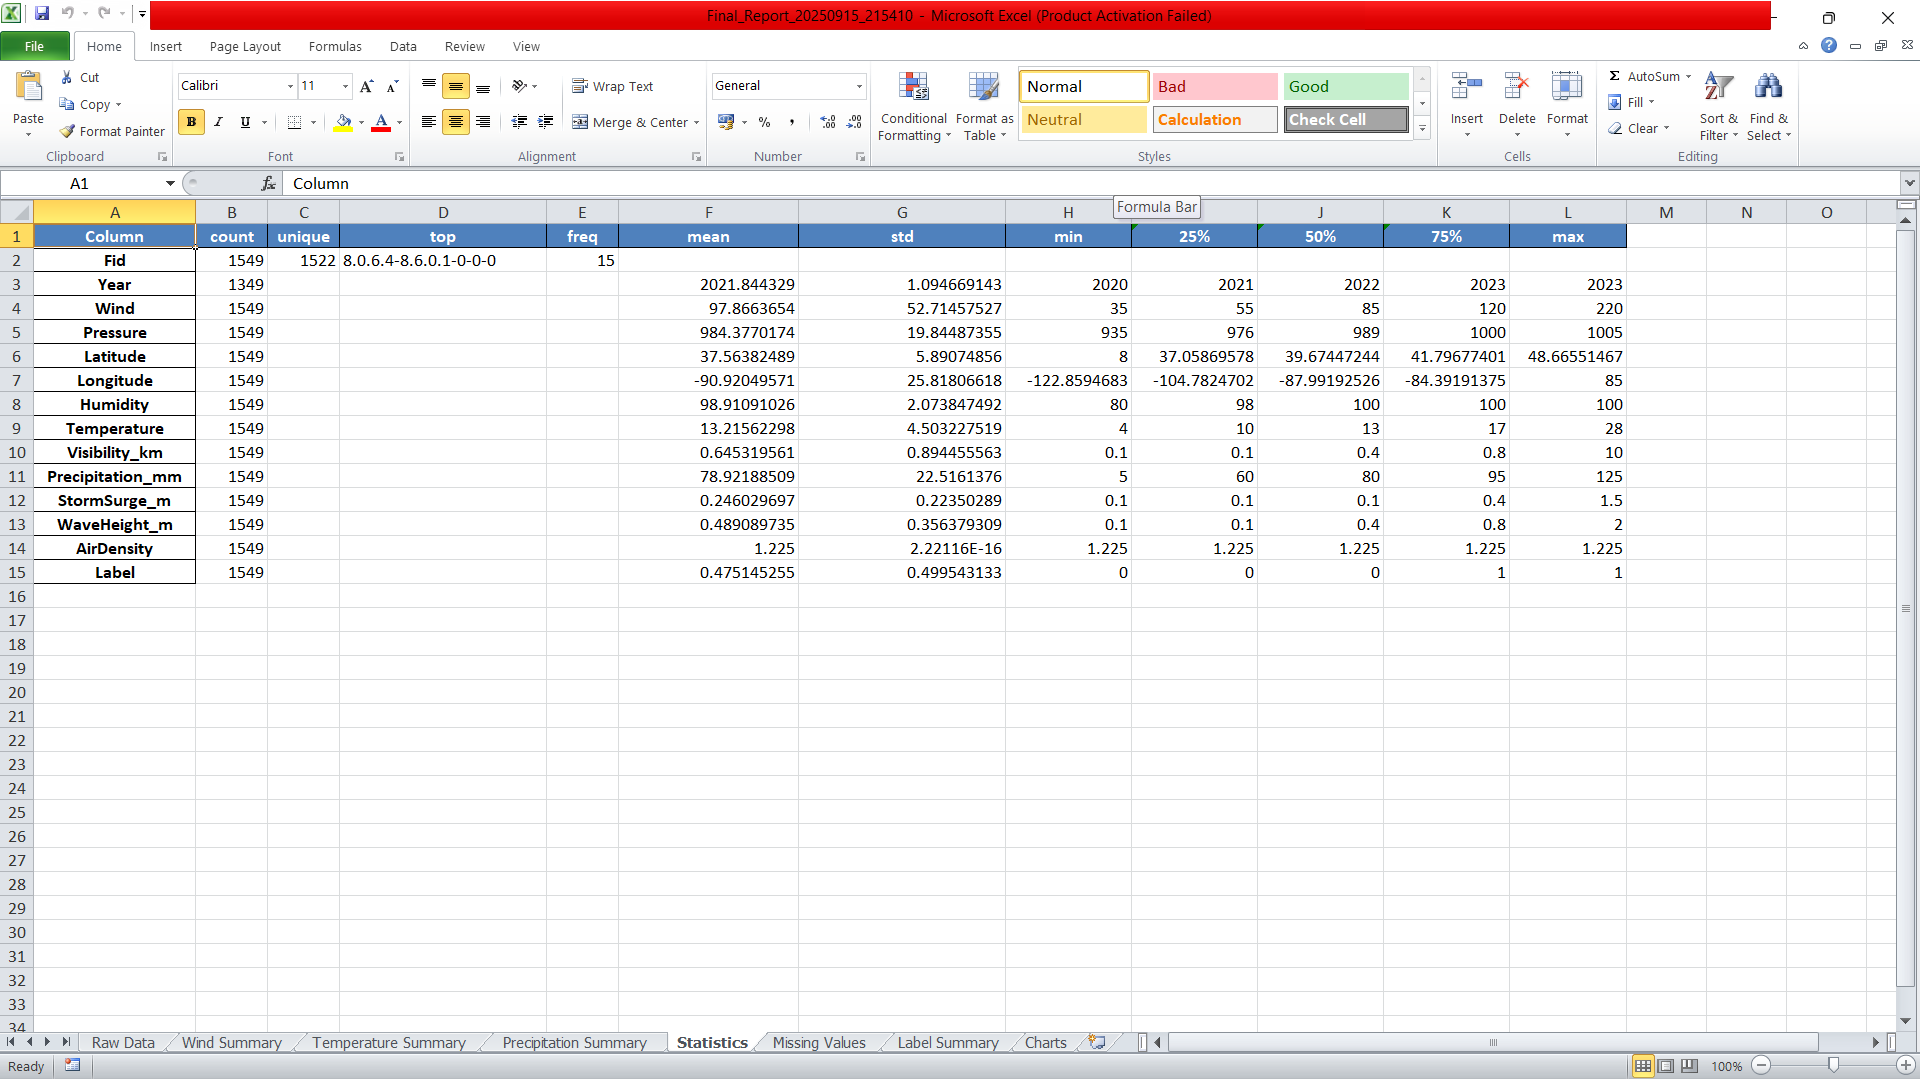 Final_Report_20250915_215410 - Microsoft Excel (Product Activation Failed)
File Home Insert Page Layout Formulas Data Review View
Paste Cut Copy Format Painter Clipboard
Calibri 11 B I U Font
Wrap Text Merge & Center Alignment
General % , Number
Conditional Formatting Format as Table
Normal Bad Good
Neutral Calculation Check Cell
Styles
Insert Delete Format Cells
Σ AutoSum Fill Clear Sort & Filter Find & Select Editing
A1 fx Column
Formula Bar
A B C D E F G H J K L M N O
1 Column count unique top freq mean std min 25% 50% 75% max
2 Fid 1549 1522 8.0.6.4-8.6.0.1-0-0-0 15
3 Year 1349 2021.844329 1.094669143 2020 2021 2022 2023 2023
4 Wind 1549 97.8663654 52.71457527 35 55 85 120 220
5 Pressure 1549 984.3770174 19.84487355 935 976 989 1000 1005
6 Latitude 1549 37.56382489 5.89074856 8 37.05869578 39.67447244 41.79677401 48.66551467
7 Longitude 1549 -90.92049571 25.81806618 -122.8594683 -104.7824702 -87.99192526 -84.39191375 85
8 Humidity 1549 98.91091026 2.073847492 80 98 100 100 100
9 Temperature 1549 13.21562298 4.503227519 4 10 13 17 28
10 Visibility_km 1549 0.645319561 0.894455563 0.1 0.1 0.4 0.8 10
11 Precipitation_mm 1549 78.92188509 22.5161376 5 60 80 95 125
12 StormSurge_m 1549 0.246029697 0.22350289 0.1 0.1 0.1 0.4 1.5
13 WaveHeight_m 1549 0.489089735 0.356379309 0.1 0.1 0.4 0.8 2
14 AirDensity 1549 1.225 2.22116E-16 1.225 1.225 1.225 1.225 1.225
15 Label 1549 0.475145255 0.499543133 0 0 0 1 1
16
17
18
19
20
21
22
23
24
25
26
27
28
29
30
31
32
33
34
Raw Data Wind Summary Temperature Summary Precipitation Summary Statistics Missing Values Label Summary Charts
Ready 100%